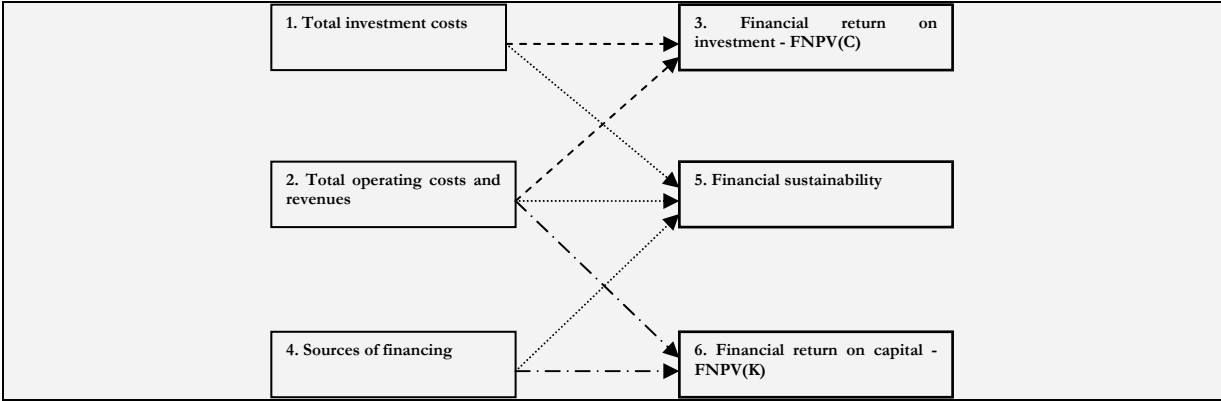 1. Total investment costs
3. Financial return on
investment - FNPV(C)
2. Total operating costs and
revenues
5. Financial sustainability
4. Sources of financing
6. Financial return on capital -
FNPV(K)